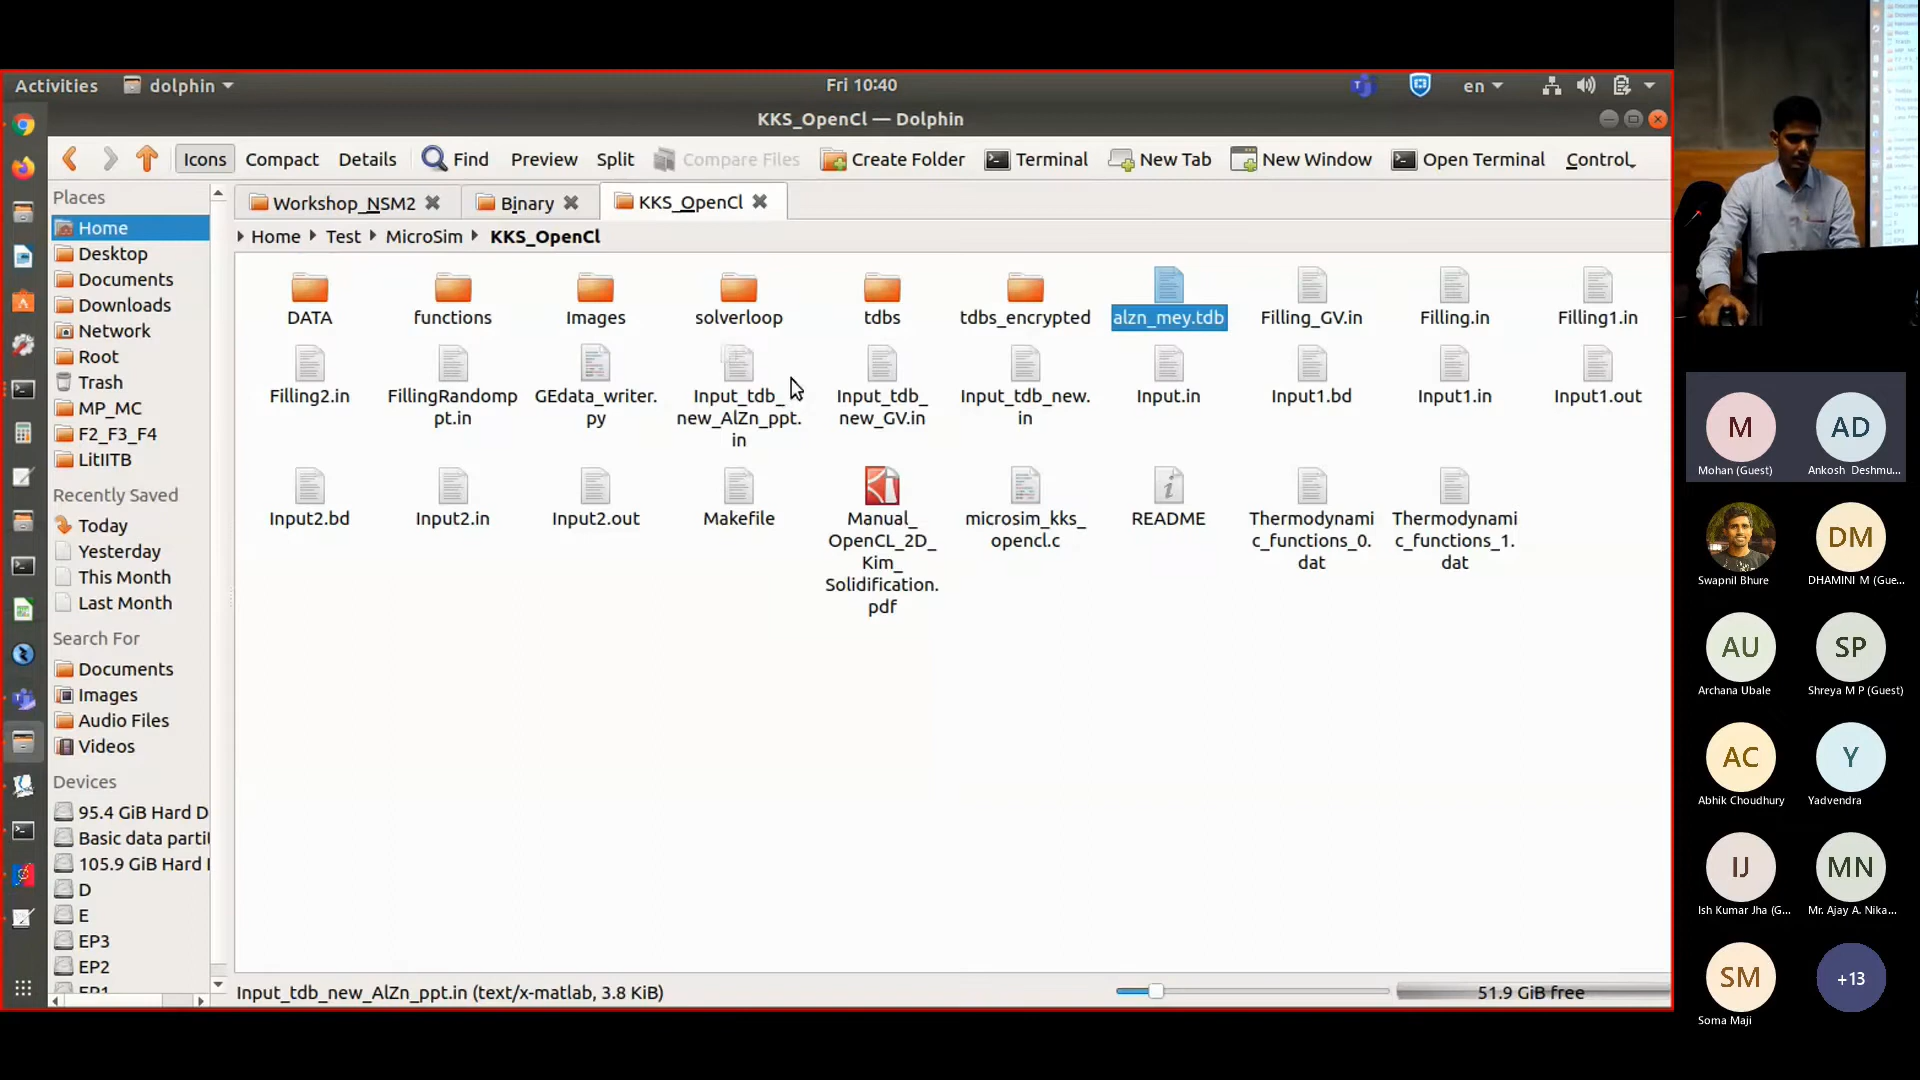 Activities
dolphin
Fri 10:40
en
KKS_OpenCl — Dolphin
Icons
Compact
Details
Find
Preview
Split
Compare Files
Create Folder
Terminal
New Tab
New Window
Open Terminal
Control
Places
Home
Desktop
Documents
Downloads
Network
Root
Trash
MP_MC
F2_F3_F4
LitIITB
Recently Saved
Today
Yesterday
This Month
Last Month
Search For
Documents
Images
Audio Files
Videos
Devices
95.4 GiB Hard D
Basic data parti
105.9 GiB Hard
D
E
EP3
EP2
EP1
Workshop_NSM2
Binary
KKS_OpenCl
Home
Test
MicroSim
KKS_OpenCl
DATA
functions
Images
solverloop
tdbs
tdbs_encrypted
alzn_mey.tdb
Filling_GV.in
Filling.in
Filling1.in
Filling2.in
FillingRandomp
pt.in
GEdata_writer.
py
Input_tdb_
new_AlZn_ppt.
in
Input_tdb_
new_GV.in
Input_tdb_new.
in
Input.in
Input1.bd
Input1.in
Input1.out
Input2.bd
Input2.in
Input2.out
Makefile
Manual_
OpenCL_2D_
Kim_
Solidification.
pdf
microsim_kks_
opencl.c
README
Thermodynami
c_functions_0.
dat
Thermodynami
c_functions_1.
dat
Input_tdb_new_AlZn_ppt.in (text/x-matlab, 3.8 KiB)
51.9 GiB free
M
Mohan (Guest)
AD
Ankosh Deshmu...
Swapnil Bhure
DM
DHAMINI M (Gue...
AU
Archana Ubale
SP
Shreya M P (Guest)
AC
Abhik Choudhury
Y
Yadvendra
IJ
Ish Kumar Jha (G...
MN
Mr. Ajay A. Nika...
SM
Soma Maji
+13